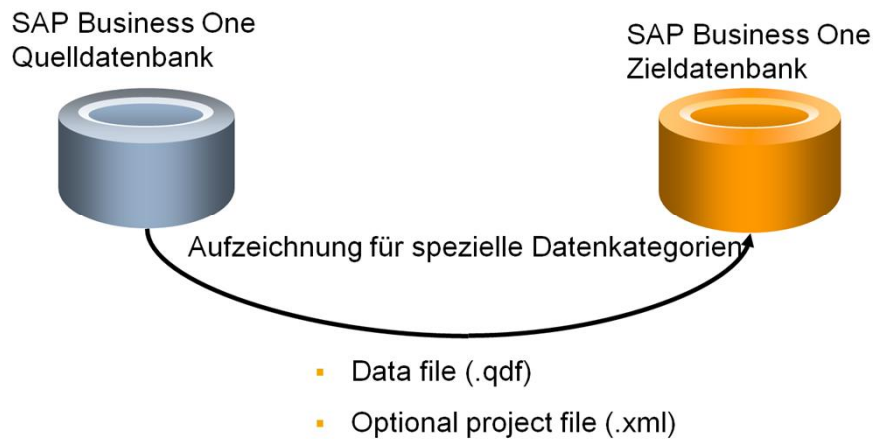 SAP Business One
Quelldatenbank
SAP Business One
Zieldatenbank
Aufzeichnung für spezielle Datenkategorien
Data file (.qdf)
Optional project file (.xml)